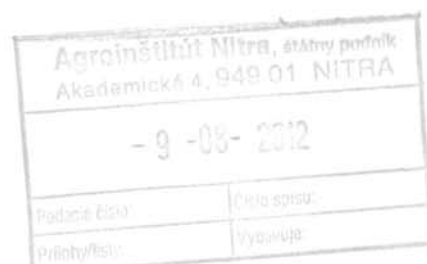 Agroinštitút Nitra, štátny podnik
Akademická 4, 949 01 NITRA
- 9 -08- 2012
Podacie číslo: Číslo spisu:
Prílohy/listy: Vybavuje: